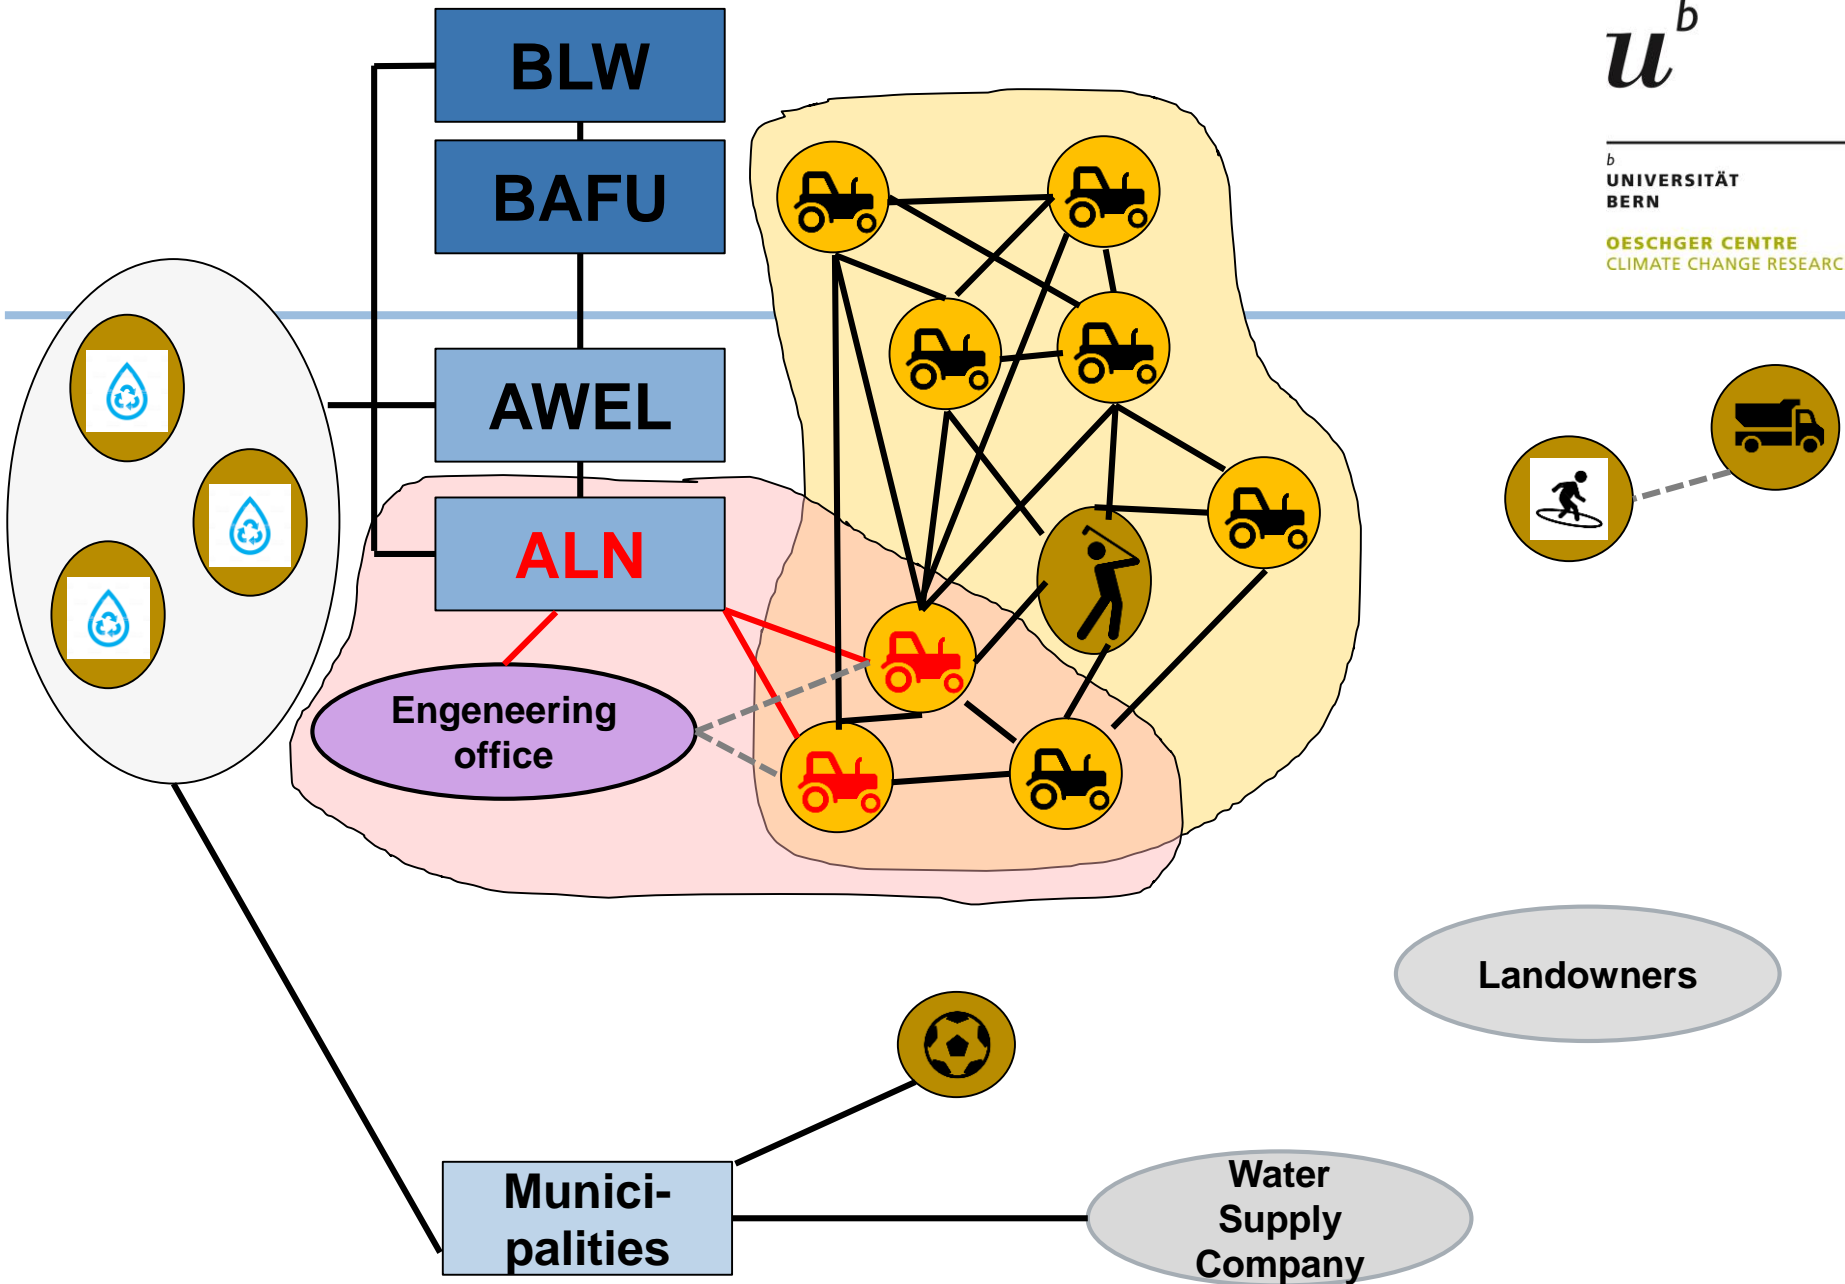 BLW
BAFU
AWEL
ALN
Engeneering
office
u
b
b
UNIVERSITÄT
BERN
OESCHGER CENTRE
CLIMATE CHANGE RESEARC
Landowners
Munici-
palities
Water
Supply
Company